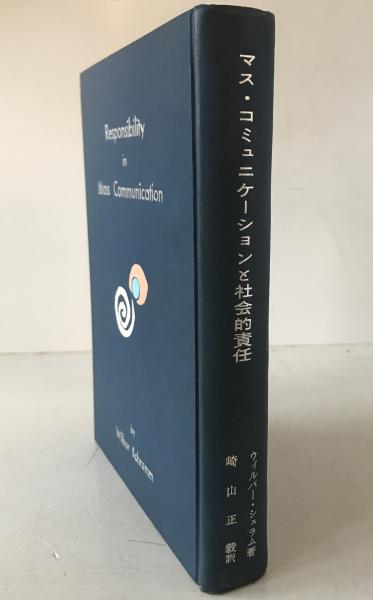 Responsibility
in
Mass Communication
by
Wilbur Schramm
マス・コミュニケーションと社会的責任
ウィルバー・シュラム著
崎山正毅訳